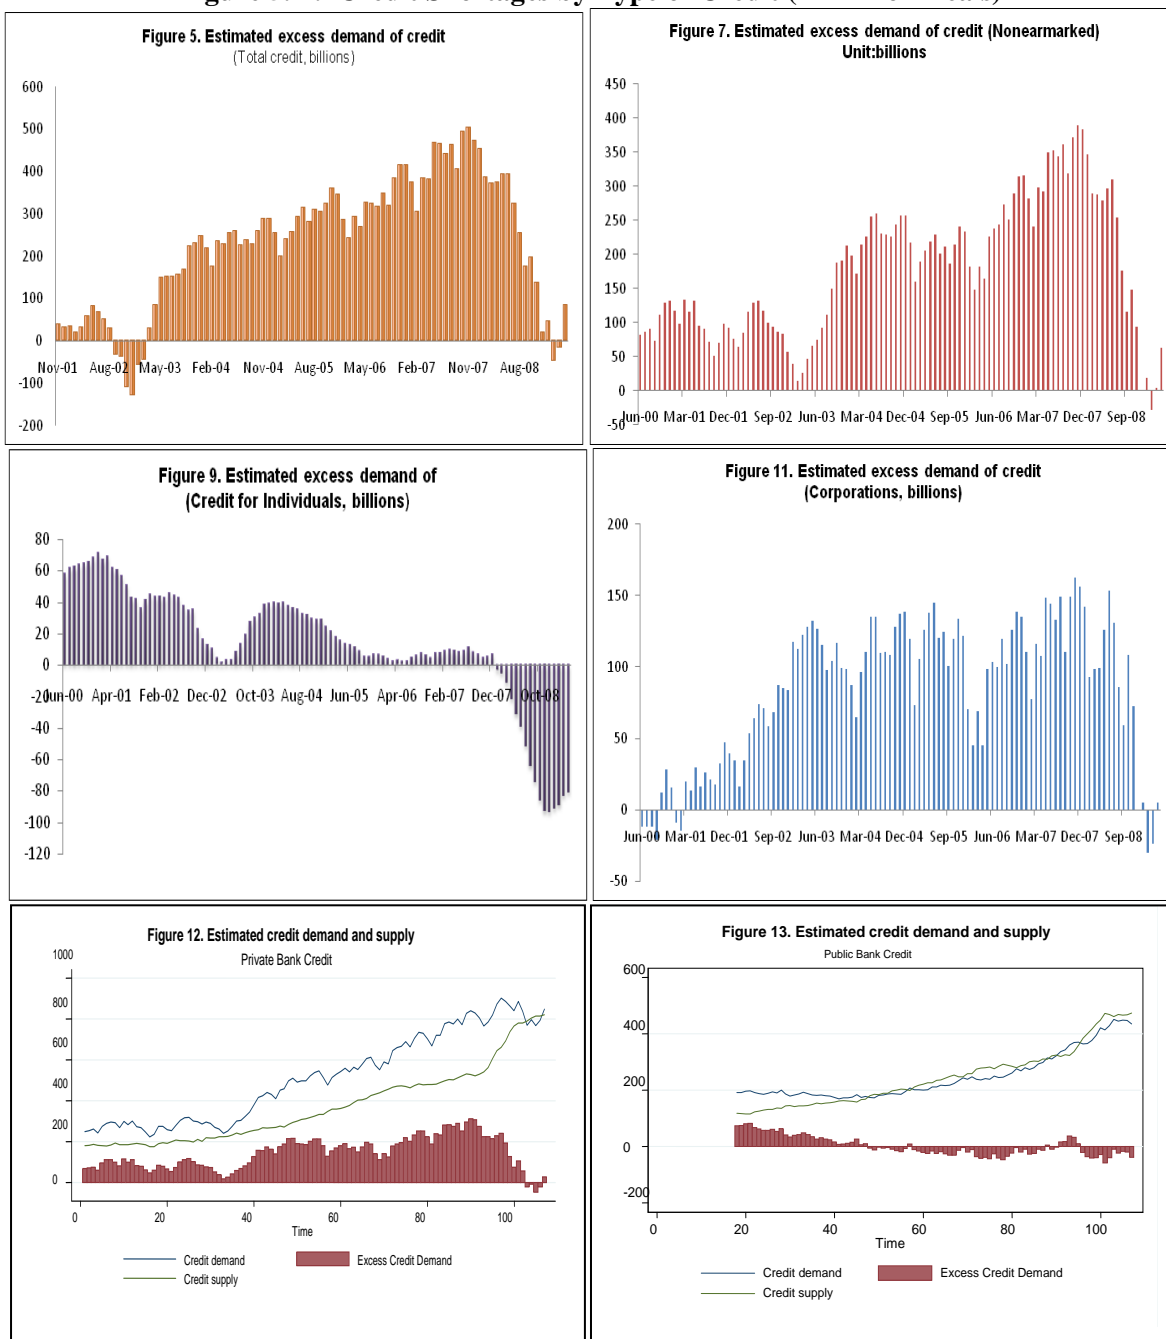 Figure 5. Estimated excess demand of credit
(Total credit, billions)
600
500
400
300
200
100
0
-100
-200
Nov-01 Aug-02 May-03 Feb-04 Nov-04 Aug-05 May-06 Feb-07 Nov-07 Aug-08
Figure 7. Estimated excess demand of credit (Nonearmarked)
Unit:billions
450
400
350
300
250
200
150
100
50
0
-50
Jun-00 Mar-01 Dec-01 Sep-02 Jun-03 Mar-04 Dec-04 Sep-05 Jun-06 Mar-07 Dec-07 Sep-08
Figure 9. Estimated excess demand of
(Credit for Individuals, billions)
80
60
40
20
0
-20
-40
-60
-80
-100
-120
Jun-00 Apr-01 Feb-02 Dec-02 Oct-03 Aug-04 Jun-05 Apr-06 Feb-07 Dec-07 Oct-08
Figure 11. Estimated excess demand of credit
(Corporations, billions)
200
150
100
50
0
-50
Jun-00 Mar-01 Dec-01 Sep-02 Jun-03 Mar-04 Dec-04 Sep-05 Jun-06 Mar-07 Dec-07 Sep-08
Figure 12. Estimated credit demand and supply
Private Bank Credit
1000
800
600
400
200
0
0 20 40 60 80 100
Time
Credit demand
Excess Credit Demand
Credit supply
Figure 13. Estimated credit demand and supply
Public Bank Credit
600
400
200
0
-200
0 20 40 60 80 100
Time
Credit demand
Excess Credit Demand
Credit supply